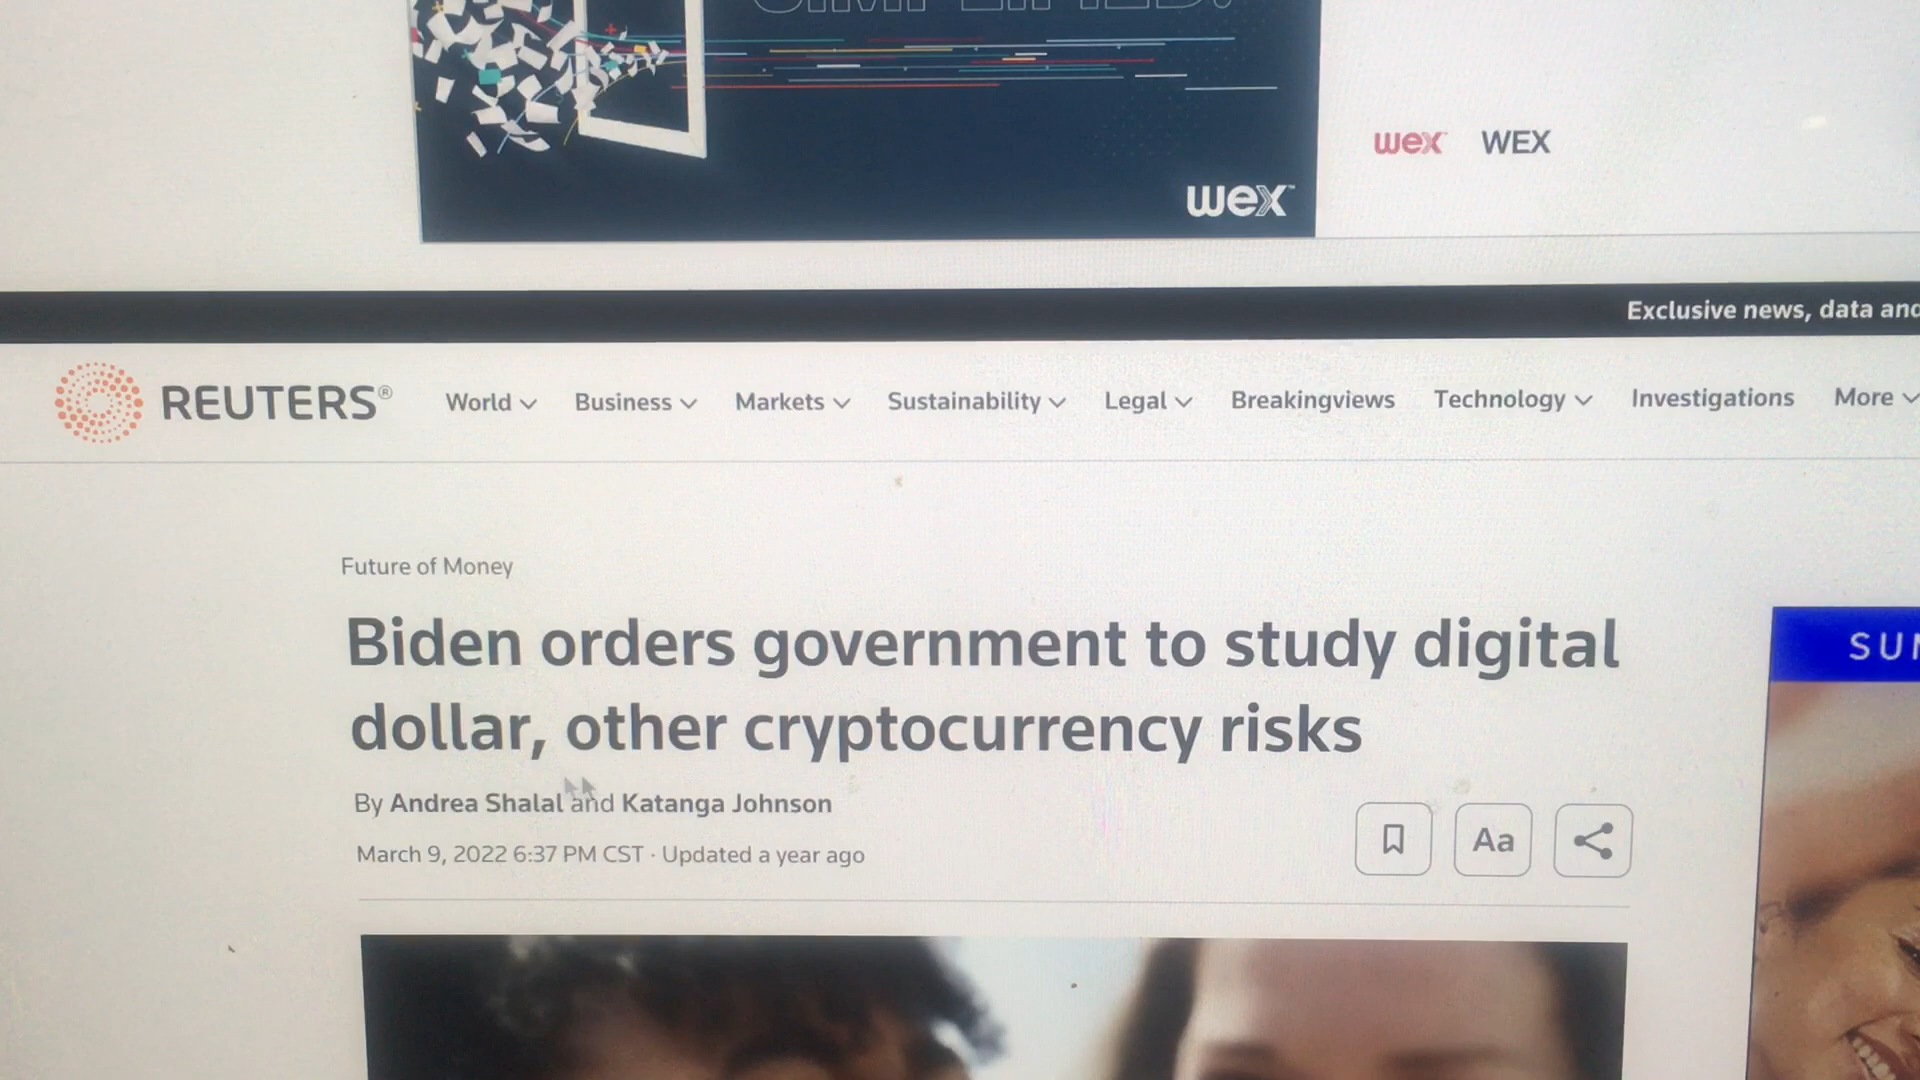 SIMPLIFIED.
wex
wex WEX
Exclusive news, data and
REUTERS® World Business Markets Sustainability Legal Breakingviews Technology Investigations More
Future of Money
Biden orders government to study digital
dollar, other cryptocurrency risks
By Andrea Shalal and Katanga Johnson
March 9, 2022 6:37 PM CST · Updated a year ago
Aa